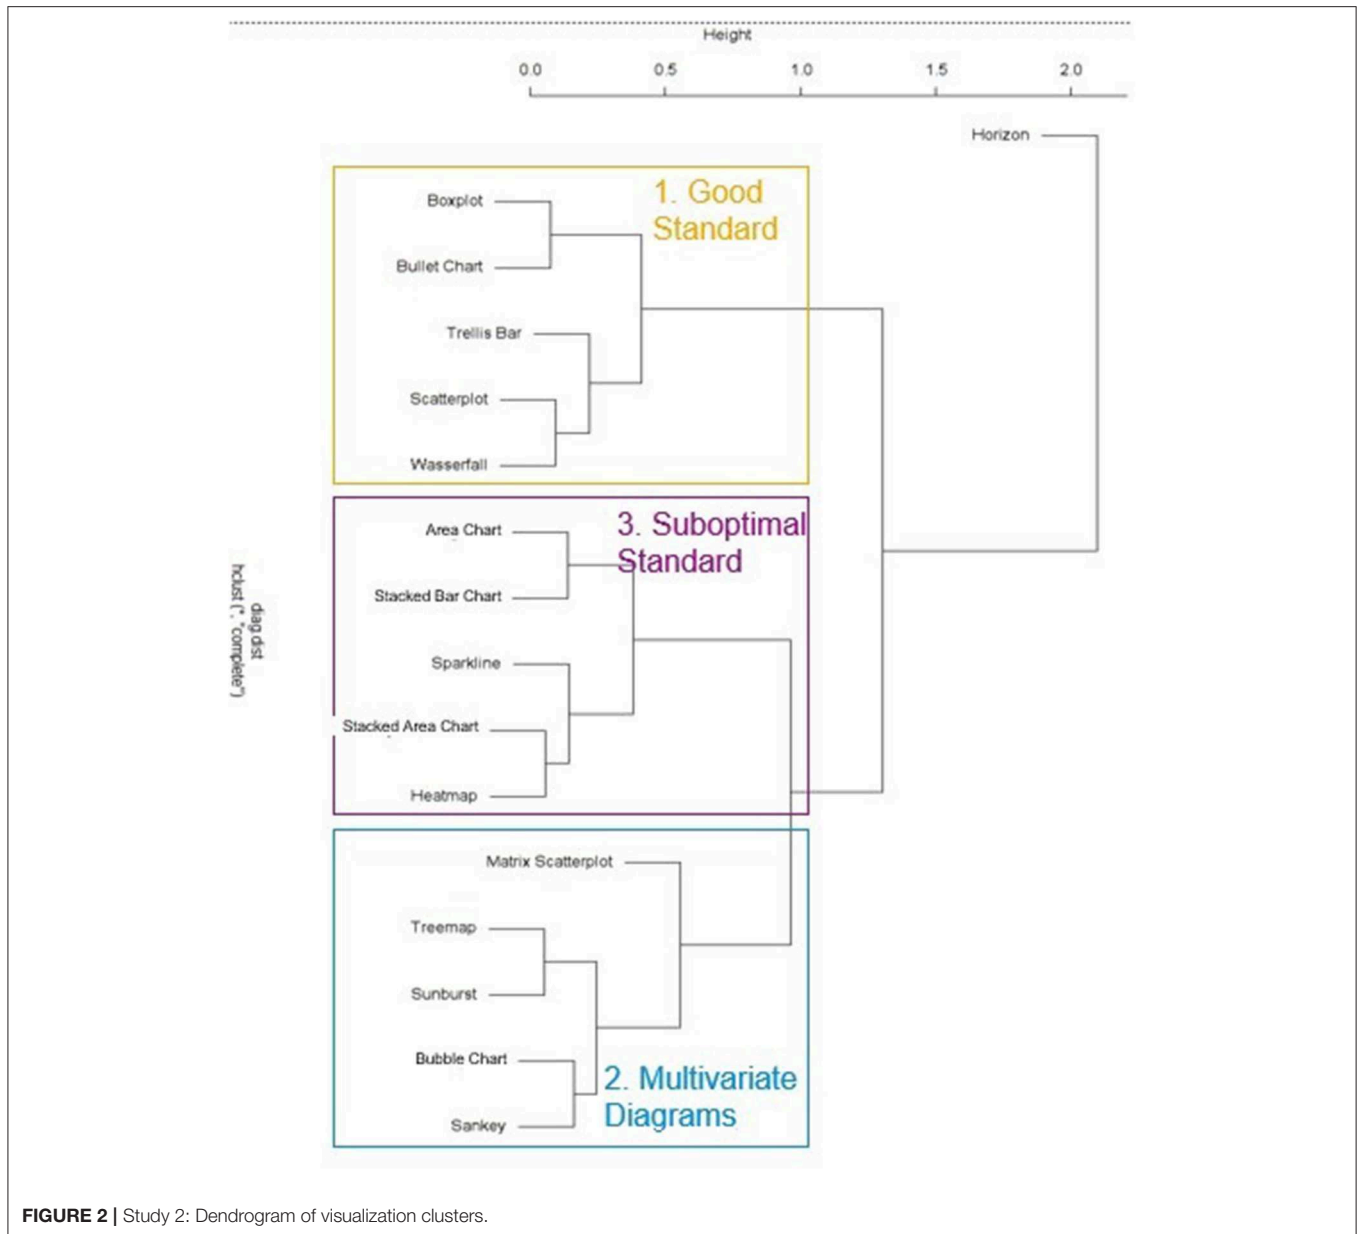 Height
0.0 0.5 1.0 1.5 2.0
Horizon
1. Good
Standard
Boxplot
Bullet Chart
Trellis Bar
Scatterplot
Wasserfall
3. Suboptimal
Standard
Area Chart
Stacked Bar Chart
Sparkline
Stacked Area Chart
Heatmap
diag dist
hclust (*, "complete")
Matrix Scatterplot
Treemap
Sunburst
Bubble Chart
Sankey
2. Multivariate
Diagrams
FIGURE 2 | Study 2: Dendrogram of visualization clusters.